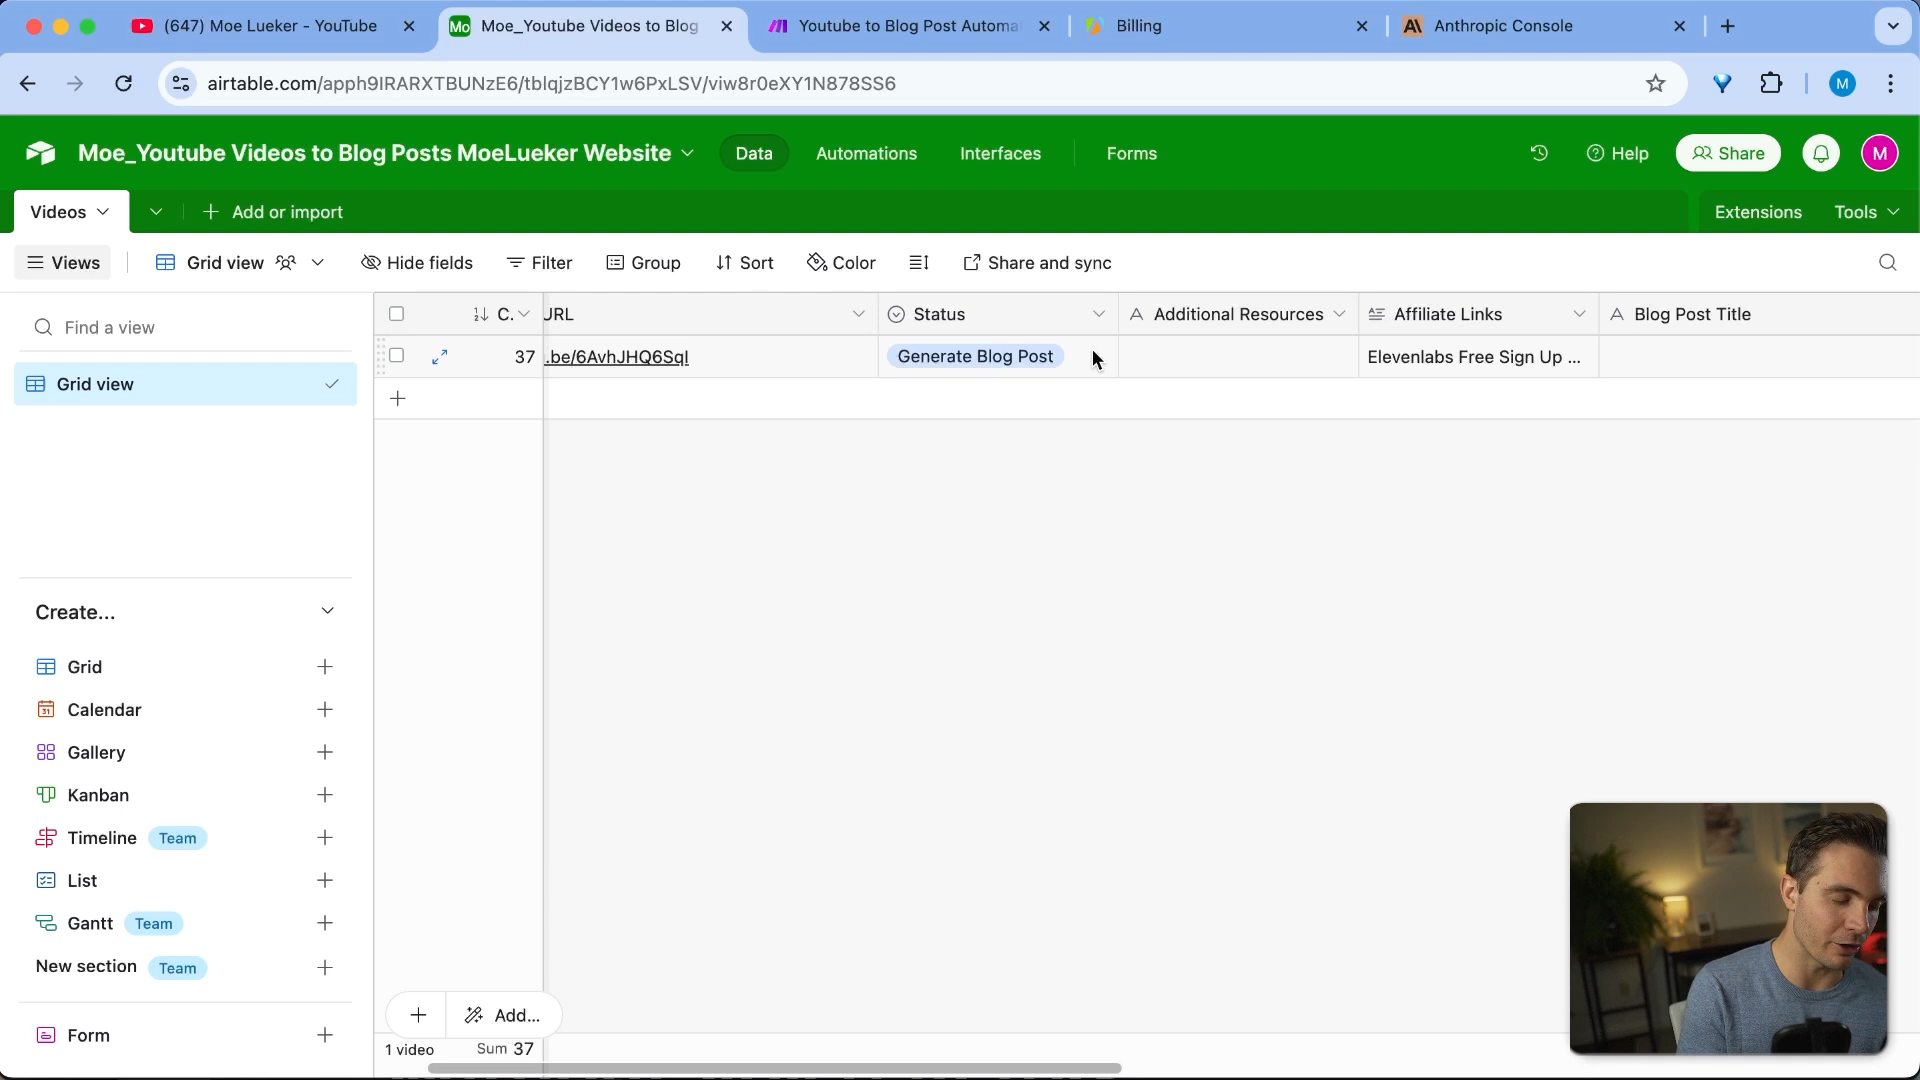 (647) Moe Lueker - YouTube
Mo Moe_Youtube Videos to Blog
Youtube to Blog Post Automa
Billing
Anthropic Console
airtable.com/apph9IRARXTBUNzE6/tblqjzBCY1w6PxLSV/viw8r0eXY1N878SS6
M
Moe_Youtube Videos to Blog Posts MoeLueker Website
Data
Automations
Interfaces
Forms
Help
Share
M
Videos
Add or import
Extensions
Tools
Views
Grid view
Hide fields
Filter
Group
Sort
Color
Share and sync
Find a view
C.
URL
Status
Additional Resources
Affiliate Links
Blog Post Title
37
.be/6AvhJHQ6SqI
Generate Blog Post
Elevenlabs Free Sign Up ...
Grid view
Create...
Grid
31 Calendar
Gallery
Kanban
Timeline Team
List
Gantt Team
New section Team
Form
Add...
1 video
Sum 37